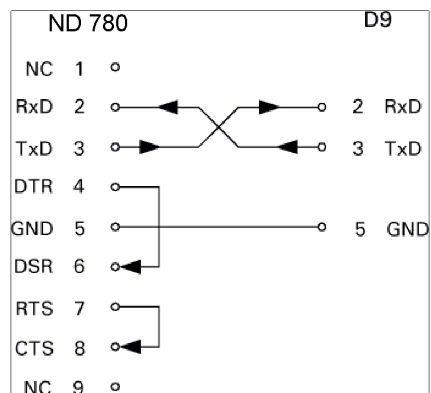 ND 780 D9
NC 1
RxD 2 2 RxD
TxD 3 3 TxD
DTR 4
GND 5 5 GND
DSR 6
RTS 7
CTS 8
NC 9